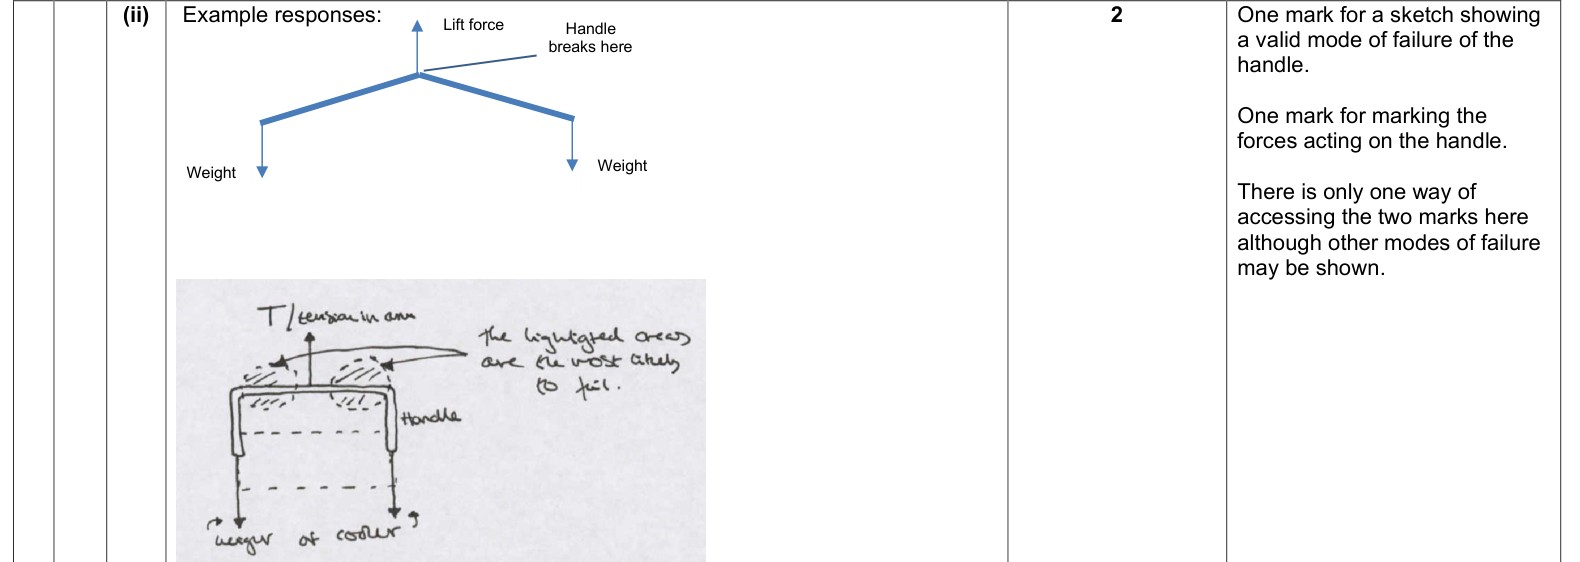 (ii)
Example responses:
Lift force
Handle
breaks here
Weight
Weight
T/tension in arm
the highligted areas
are the most likely
to fail.
Handle
weight of cooler
2
One mark for a sketch showing
a valid mode of failure of the
handle.
One mark for marking the
forces acting on the handle.
There is only one way of
accessing the two marks here
although other modes of failure
may be shown.